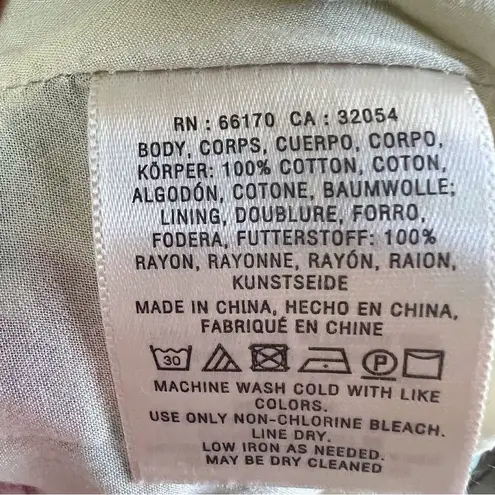 RN : 66170 CA : 32054
BODY, CORPS, CUERPO, CORPO,
KÖRPER: 100% COTTON, COTON,
ALGODÓN, COTONE, BAUMWOLLE;
LINING, DOUBLURE, FORRO,
FODERA, FUTTERSTOFF: 100%
RAYON, RAYONNE, RAYÓN, RAION,
KUNSTSEIDE
MADE IN CHINA, HECHO EN CHINA,
FABRIQUÉ EN CHINE
30 P
MACHINE WASH COLD WITH LIKE
COLORS.
USE ONLY NON-CHLORINE BLEACH.
LINE DRY.
LOW IRON AS NEEDED.
MAY BE DRY CLEANED